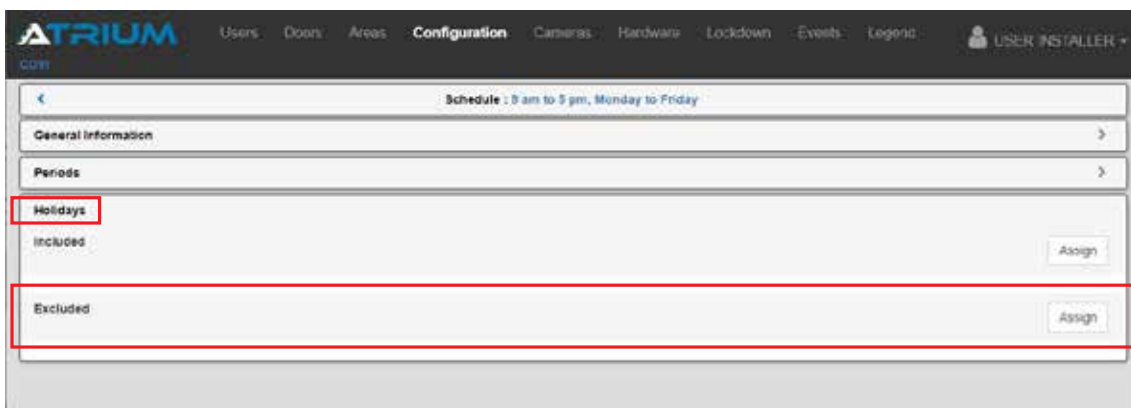 ATRIUM Users Doors Areas Configuration Cameras Hardware Lockdown Events Legend USER INSTALLER
Schedule : 9 am to 5 pm, Monday to Friday
General Information
Periods
Holidays
Included
Assign
Excluded
Assign